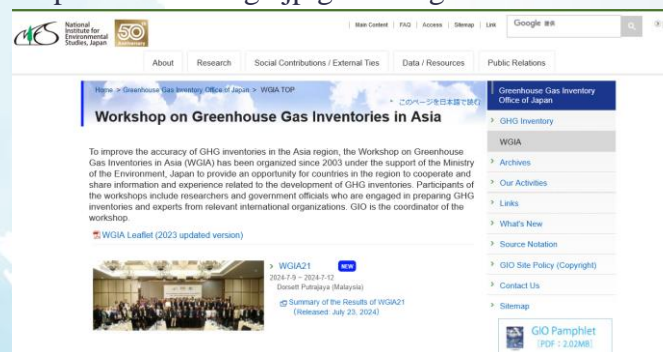 National
Institute for
Environmental
Studies, Japan
50
Anniversary
Main Content | FAQ | Access | Sitemap | Link
Google
About
Research
Social Contributions / External Ties
Data / Resources
Public Relations
Home > Greenhouse Gas Inventory Office of Japan > WGIA TOP
このページを日本語で読む
Workshop on Greenhouse Gas Inventories in Asia
To improve the accuracy of GHG inventories in the Asia region, the Workshop on Greenhouse
Gas Inventories in Asia (WGIA) has been organized since 2003 under the support of the Ministry
of the Environment, Japan to provide an opportunity for countries in the region to cooperate and
share information and experience related to the development of GHG inventories. Participants of
the workshops include researchers and government officials who are engaged in preparing GHG
inventories and experts from relevant international organizations. GIO is the coordinator of the
workshop.
WGIA Leaflet (2023 updated version)
WGIA21 NEW
2024-7-9 ~ 2024-7-12
Dorsett Putrajaya (Malaysia)
Summary of the Results of WGIA21
(Released: July 23, 2024)
Greenhouse Gas Inventory
Office of Japan
GHG Inventory
WGIA
Archives
Our Activities
Links
What's New
Source Notation
GIO Site Policy (Copyright)
Contact Us
Sitemap
GIO Pamphlet
[PDF : 2.02MB]